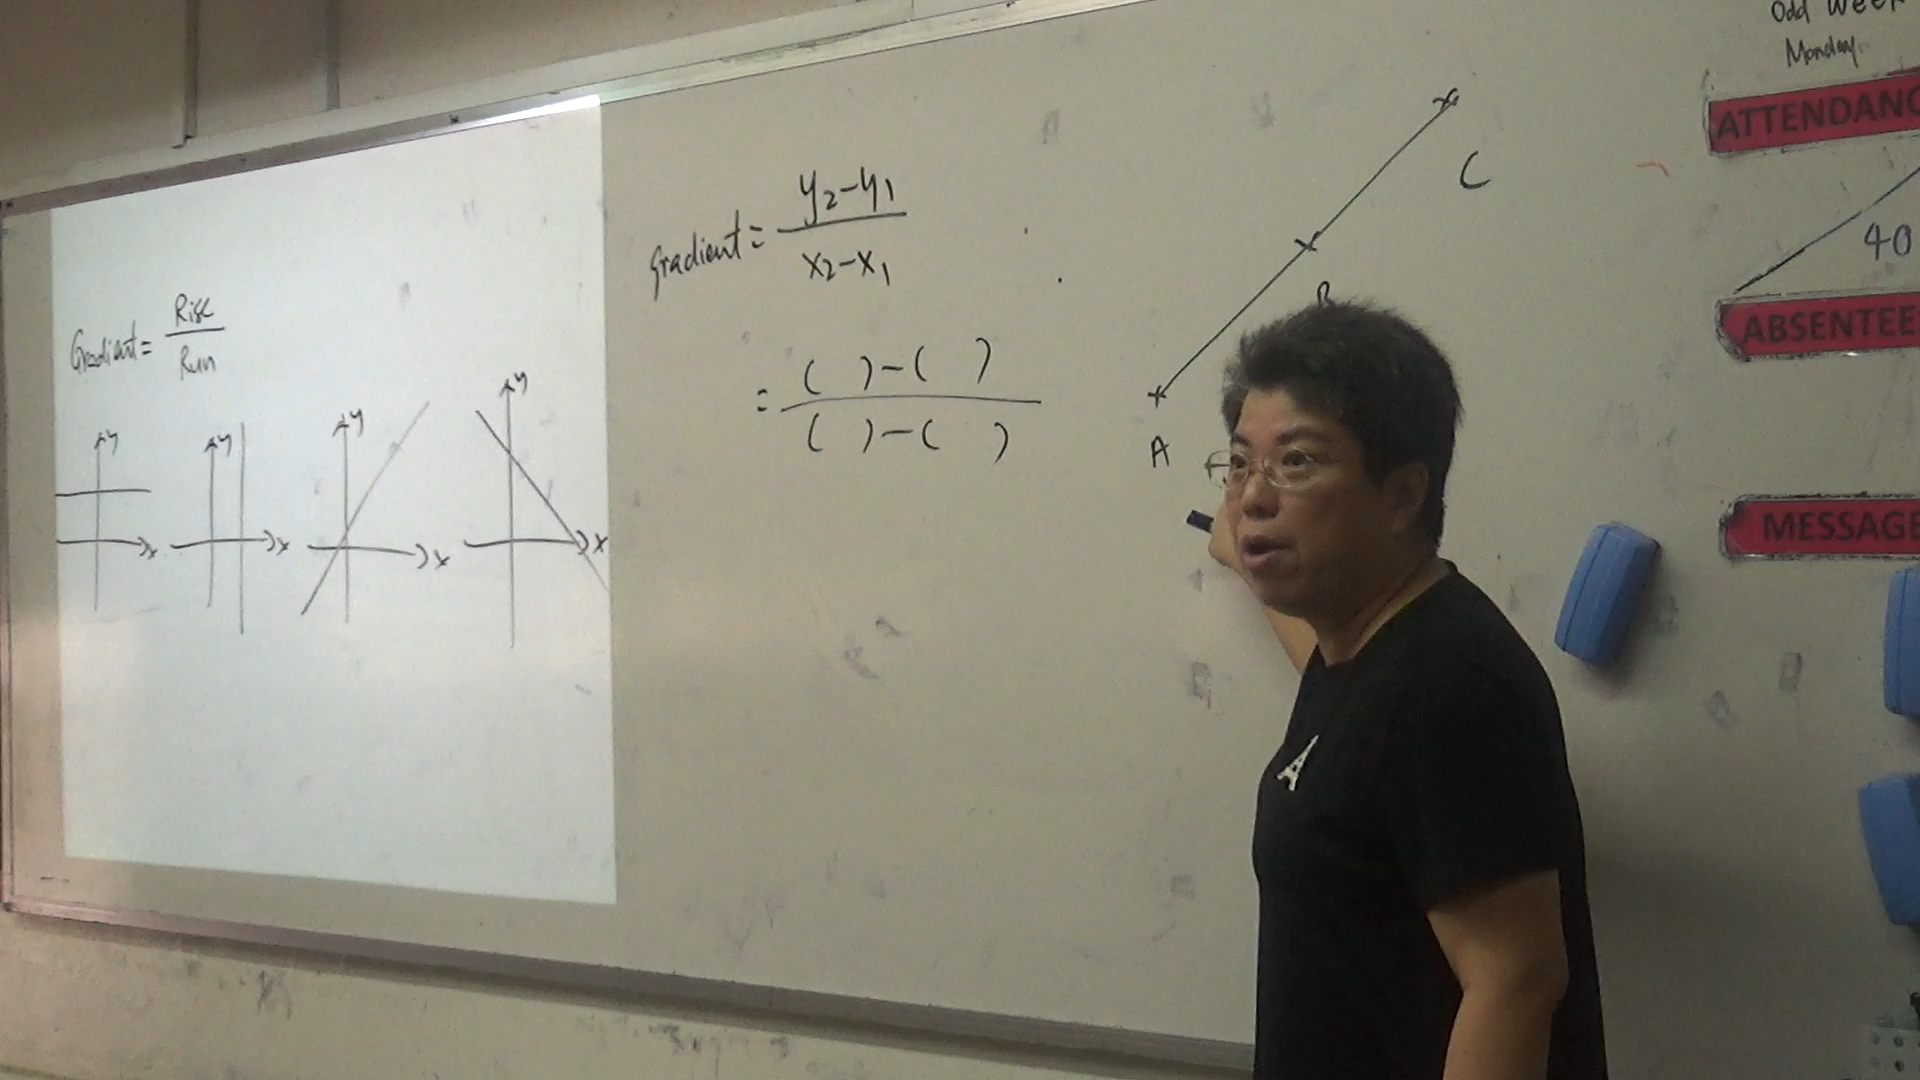 Gradient = Rise
Run
y
x
y
x
y
x
y
x
Gradient = y2-y1
x2-x1
= ( )-( )
( )-( )
C
B
A
Odd Week
Monday
ATTENDANC
40
ABSENTEE
MESSAGE